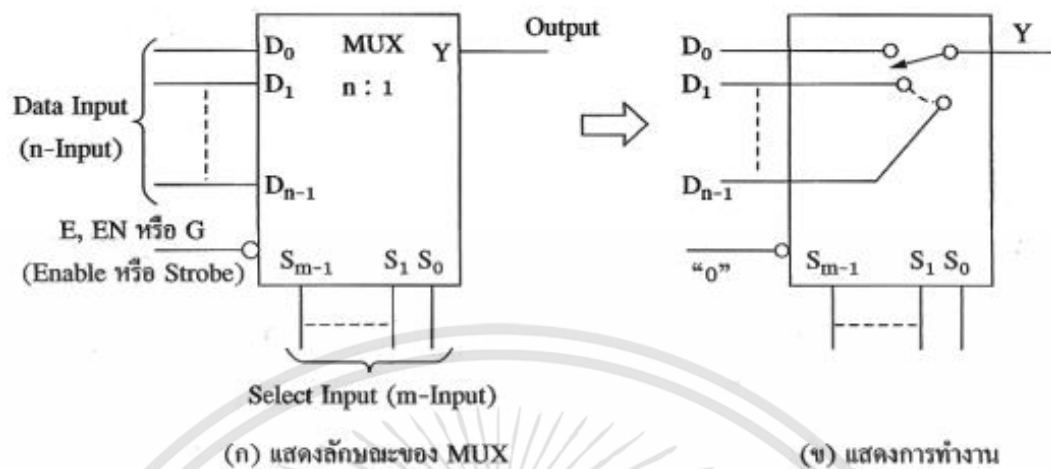 D₀ MUX Y Output
D₁ n : 1
Data Input
(n-Input)
Dₙ₋₁
E, EN หรือ G
(Enable หรือ Strobe)
Sₘ₋₁ S₁ S₀
Select Input (m-Input)
(ก) แสดงลักษณะของ MUX
D₀ Y
D₁
Dₙ₋₁
“0”
Sₘ₋₁ S₁ S₀
(ข) แสดงการทำงาน